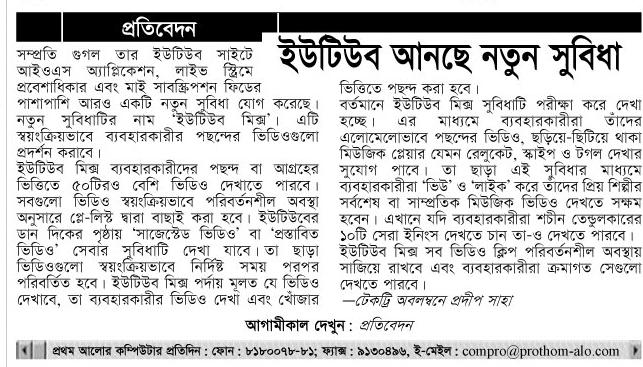 প্রতিবেদন
ইউটিউব আনছে নতুন সুবিধা
সম্প্রতি গুগল তার ইউটিউব সাইটে
আইওএস অ্যাপ্লিকেশন, লাইভ স্ট্রিমে
প্রবেশাধিকার এবং মাই সাবস্ক্রিপশন ফিডের
পাশাপাশি আরও একটি নতুন সুবিধা যোগ করেছে।
নতুন সুবিধাটির নাম ‘ইউটিউব মিক্স’। এটি
স্বয়ংক্রিয়ভাবে ব্যবহারকারীর পছন্দের ভিডিওগুলো
প্রদর্শন করাবে।
ইউটিউব মিক্স ব্যবহারকারীদের পছন্দ বা আগ্রহের
ভিত্তিতে ৫০টিরও বেশি ভিডিও দেখাতে পারবে।
সবগুলো ভিডিও স্বয়ংক্রিয়ভাবে পরিবর্তনশীল অবস্থা
অনুসারে প্লে-লিস্ট দ্বারা বাছাই করা হবে। ইউটিউবের
ডান দিকের পৃষ্ঠায় ‘সাজেস্টেড ভিডিও’ বা ‘প্রস্তাবিত
ভিডিও’ সেবার সুবিধাটি দেখা যাবে। তা ছাড়া
ভিডিওগুলো স্বয়ংক্রিয়ভাবে নির্দিষ্ট সময় পরপর
পরিবর্তিত হবে। ইউটিউব মিক্স পর্দায় মূলত যে ভিডিও
দেখাবে, তা ব্যবহারকারীর ভিডিও দেখা এবং খোঁজার
ভিত্তিতে পছন্দ করা হবে।
বর্তমানে ইউটিউব মিক্স সুবিধাটি পরীক্ষা করে দেখা
হচ্ছে। এর মাধ্যমে ব্যবহারকারীরা তাঁদের
এলোমেলোভাবে পছন্দের ভিডিও, ছড়িয়ে-ছিটিয়ে থাকা
মিউজিক প্লেয়ার যেমন রেলুকেট, স্কাইপ ও টগল দেখার
সুযোগ পাবে। তা ছাড়া এই সুবিধার মাধ্যমে
ব্যবহারকারীরা ‘ভিউ’ ও ‘লাইক’ করে তাঁদের প্রিয় শিল্পীর
সর্বশেষ বা সাম্প্রতিক মিউজিক ভিডিও দেখতে সক্ষম
হবেন। এখানে যদি ব্যবহারকারীরা শচীন তেন্ডুলকারের
১০টি সেরা ইনিংস দেখতে চান তা-ও দেখতে পারবে।
ইউটিউব মিক্স সব ভিডিও ক্লিপ পরিবর্তনশীল অবস্থায়
সাজিয়ে রাখবে এবং ব্যবহারকারীরা ক্রমাগত সেগুলো
দেখতে পারবে।
—টেকট্রি অবলম্বনে প্রদীপ সাহা
আগামীকাল দেখুন : প্রতিবেদন
প্রথম আলোর কম্পিউটার প্রতিদিন : ফোন : ৮১৮০০৭৮-৮১; ফ্যাক্স : ৯১৩০৪৯৬, ই-মেইল : compro@prothom-alo.com